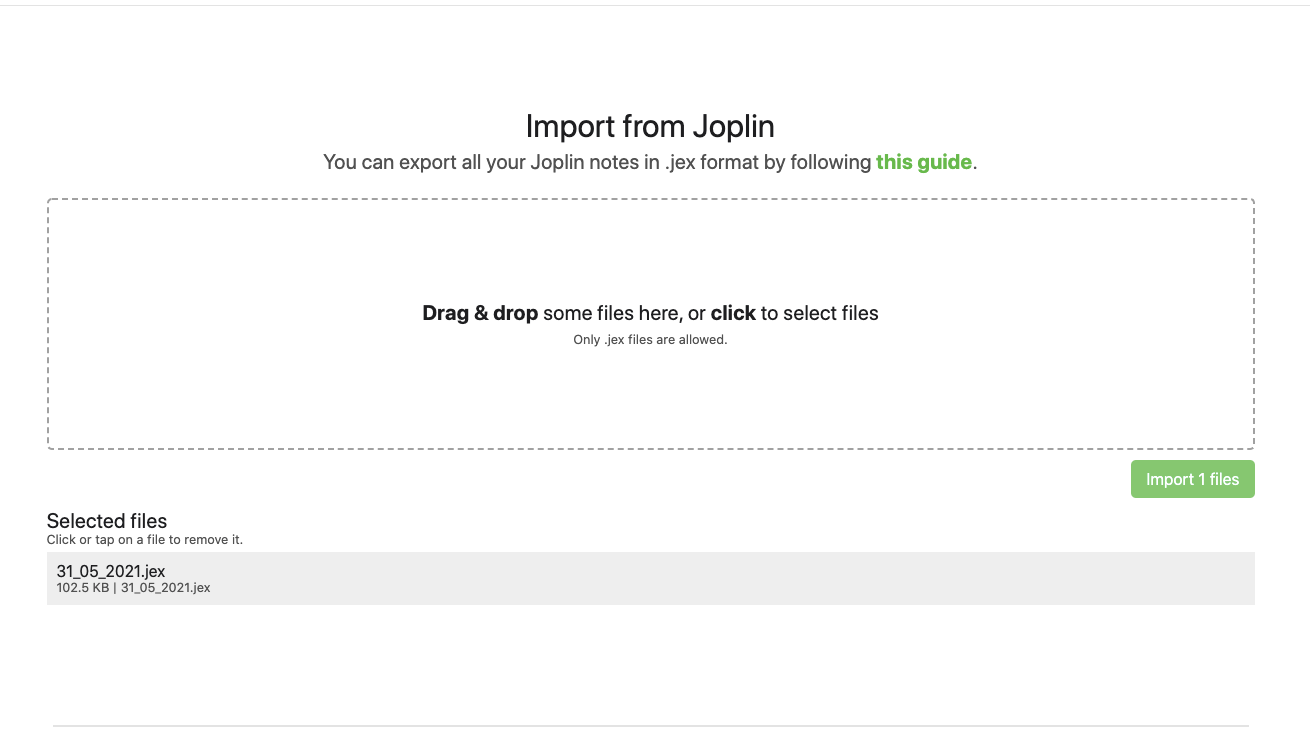 Import from Joplin
You can export all your Joplin notes in .jex format by following this guide.
Drag & drop some files here, or click to select files
Only .jex files are allowed.
Import 1 files
Selected files
Click or tap on a file to remove it.
31_05_2021.jex
102.5 KB | 31_05_2021.jex